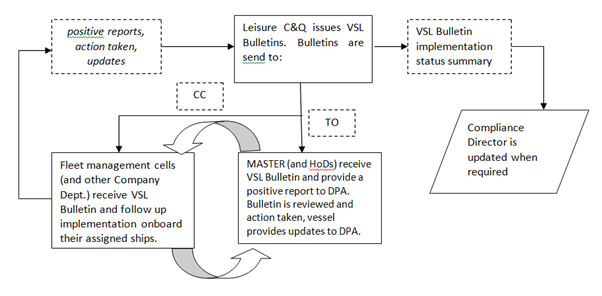 positive reports,
action taken,
updates
Leisure C&Q issues VSL
Bulletins. Bulletins are
send to:
VSL Bulletin
implementation
status summary
CC
TO
Fleet management cells
(and other Company
Dept.) receive VSL
Bulletin and follow up
implementation onboard
their assigned ships.
MASTER (and HoDs) receive
VSL Bulletin and provide a
positive report to DPA.
Bulletin is reviewed and
action taken, vessel
provides updates to DPA.
Compliance
Director is
updated when
required